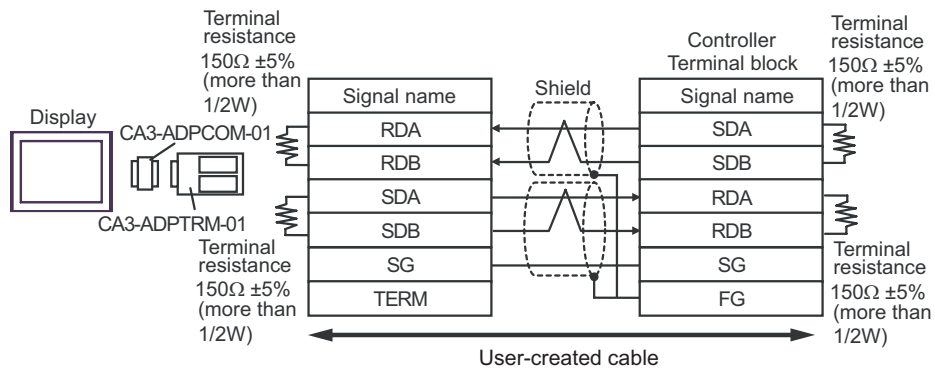 Terminal
resistance
150Ω ±5%
(more than
1/2W)
Display
CA3-ADPCOM-01
CA3-ADPTRM-01
Terminal
resistance
150Ω ±5%
(more than
1/2W)
Signal name
RDA
RDB
SDA
SDB
SG
TERM
Shield
Controller
Terminal block
Signal name
SDA
SDB
RDA
RDB
SG
FG
Terminal
resistance
150Ω ±5%
(more than
1/2W)
Terminal
resistance
150Ω ±5%
(more than
1/2W)
User-created cable